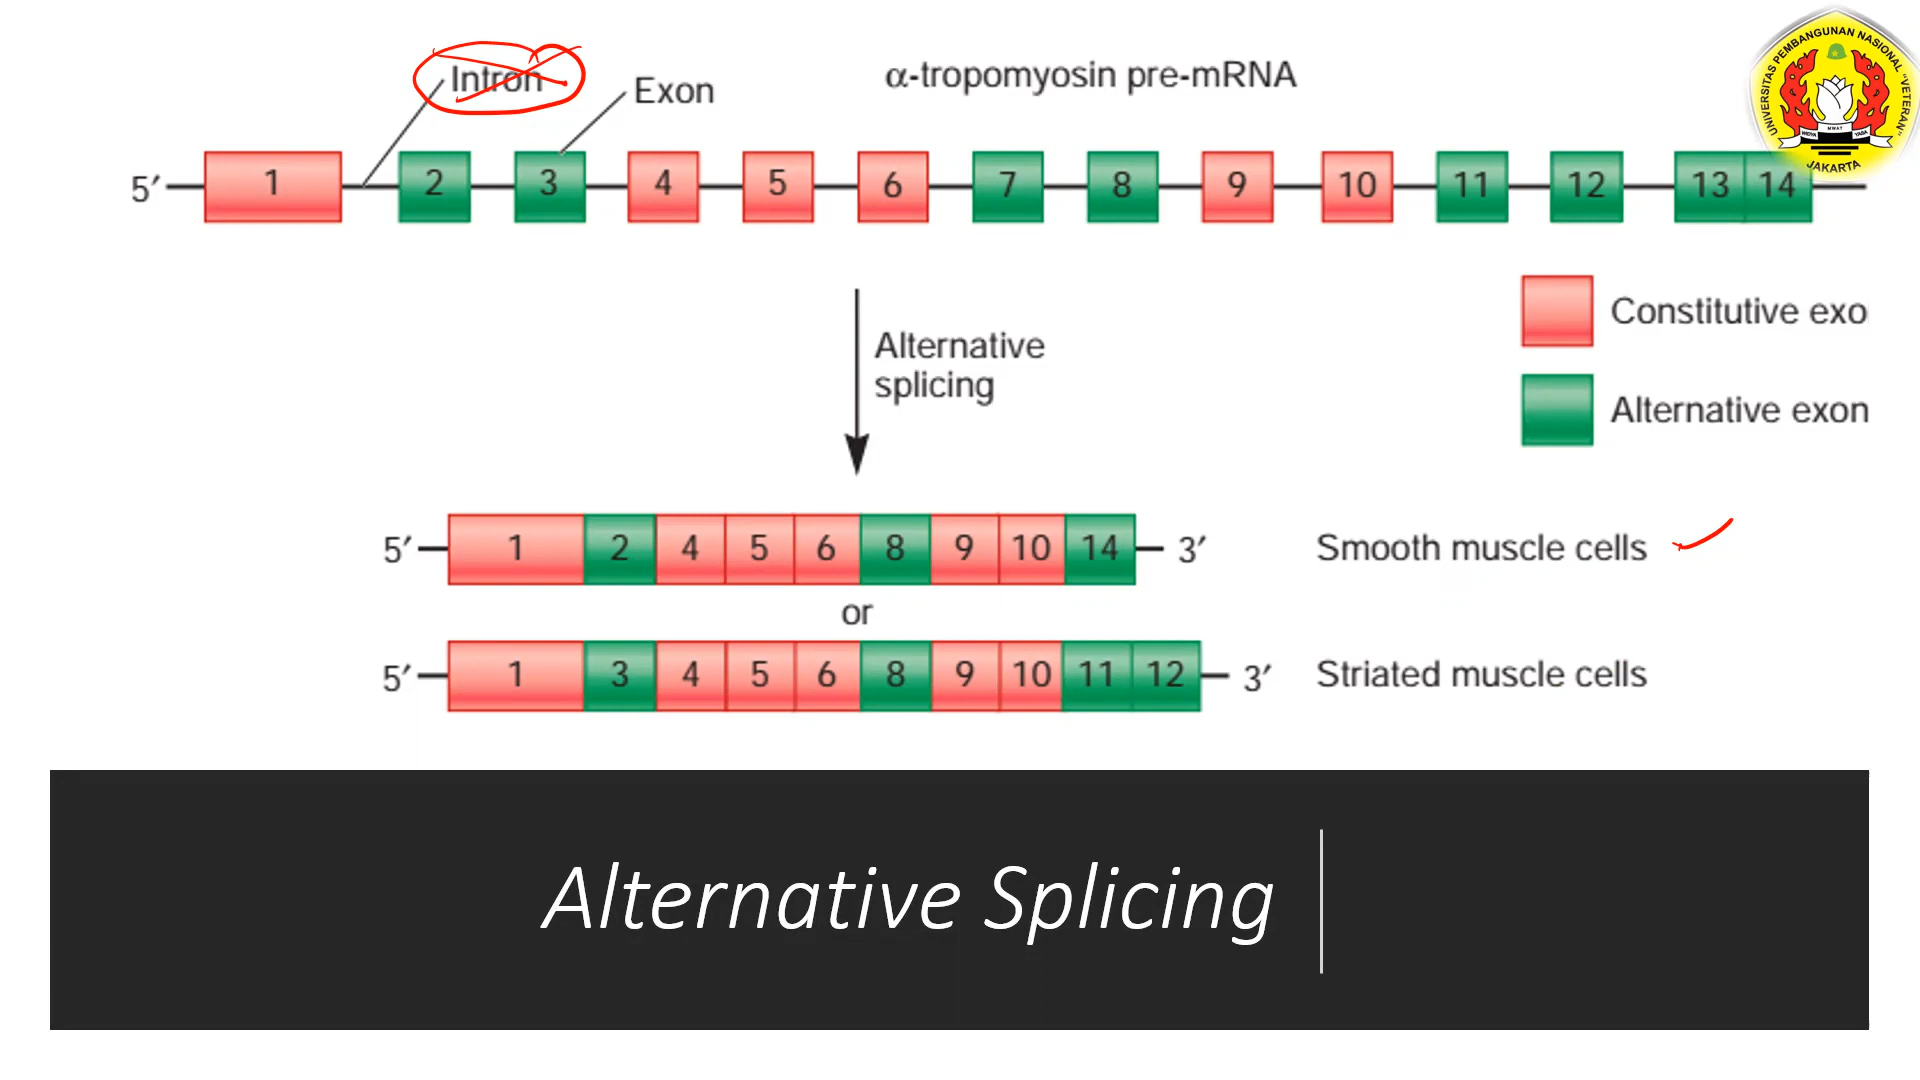 Intron
Exon
α-tropomyosin pre-mRNA
UNIVERSITAS PEMBANGUNAN NASIONAL "VETERAN"
WIDYA MWAT YASA
JAKARTA
5′ 1 2 3 4 5 6 7 8 9 10 11 12 13 14
Constitutive exo
Alternative
splicing
Alternative exon
5′ 1 2 4 5 6 8 9 10 14 3′ Smooth muscle cells
or
5′ 1 3 4 5 6 8 9 10 11 12 3′ Striated muscle cells
Alternative Splicing